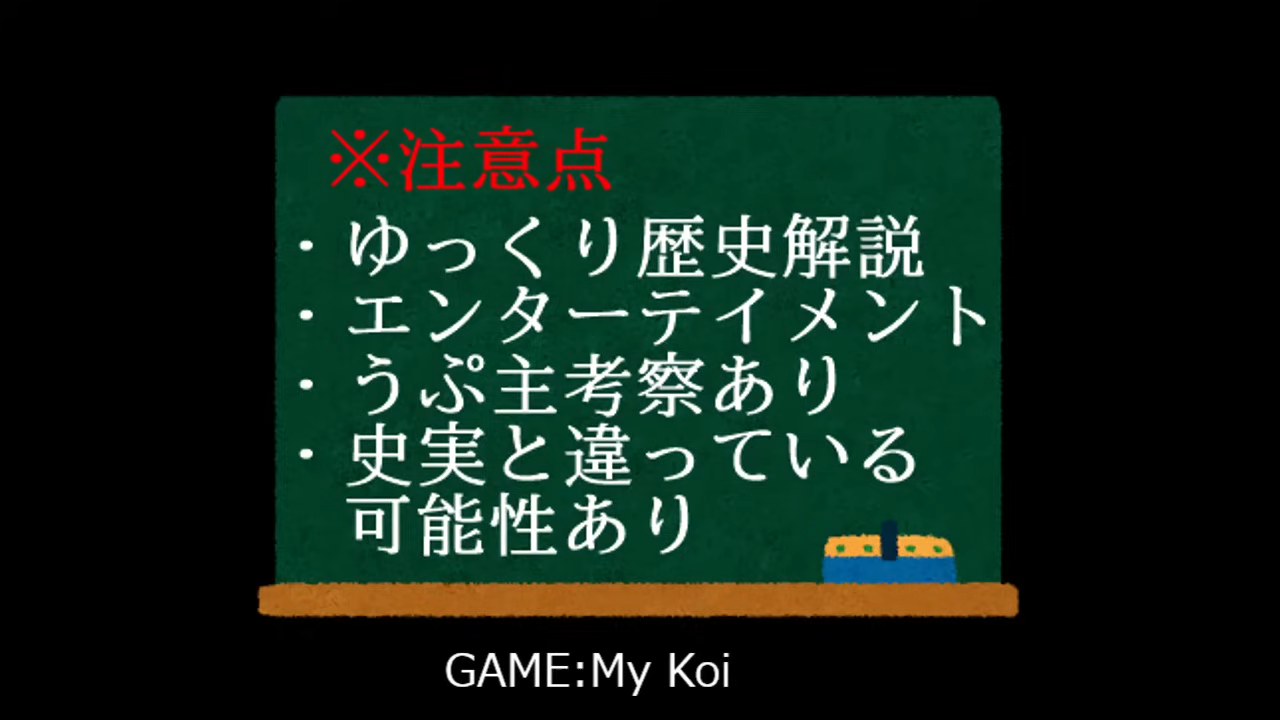 ※注意点
・ゆっくり歴史解説
・エンターテイメント
・うぷ主考察あり
・史実と違っている
可能性あり
GAME:My Koi